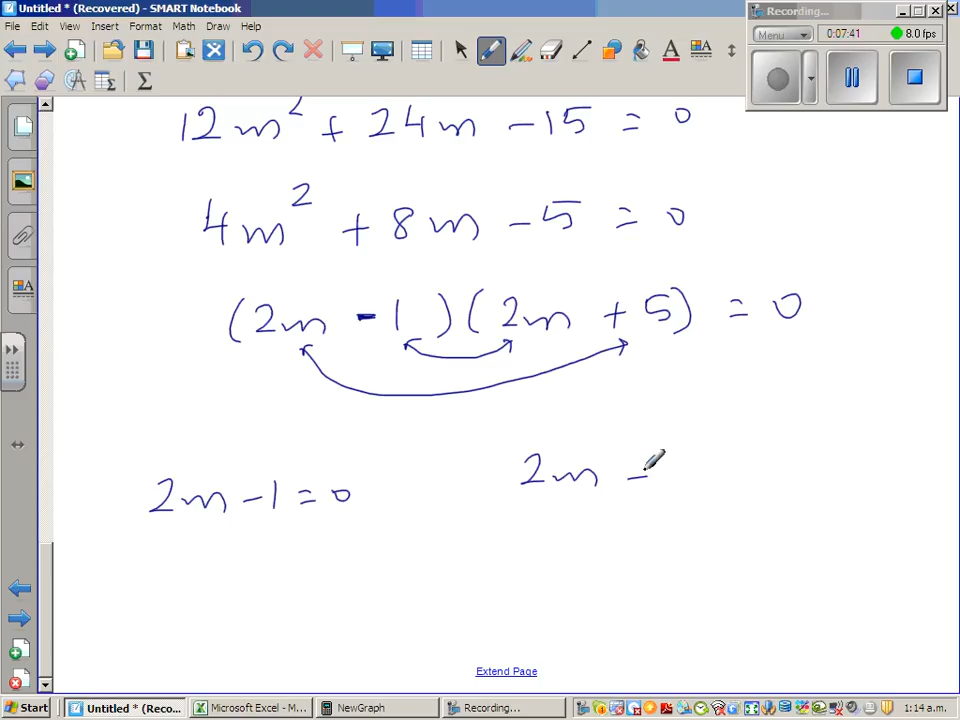 Untitled * (Recovered) - SMART Notebook
File Edit View Insert Format Math Draw Help
Recording...
Menu 0:07:41 8.0 fps
12m² + 24m - 15 = 0
4m² + 8m - 5 = 0
(2m - 1)(2m + 5) = 0
2m -
2m - 1 = 0
Extend Page
Start Untitled * (Reco... Microsoft Excel - M... NewGraph Recording... 1:14 a.m.